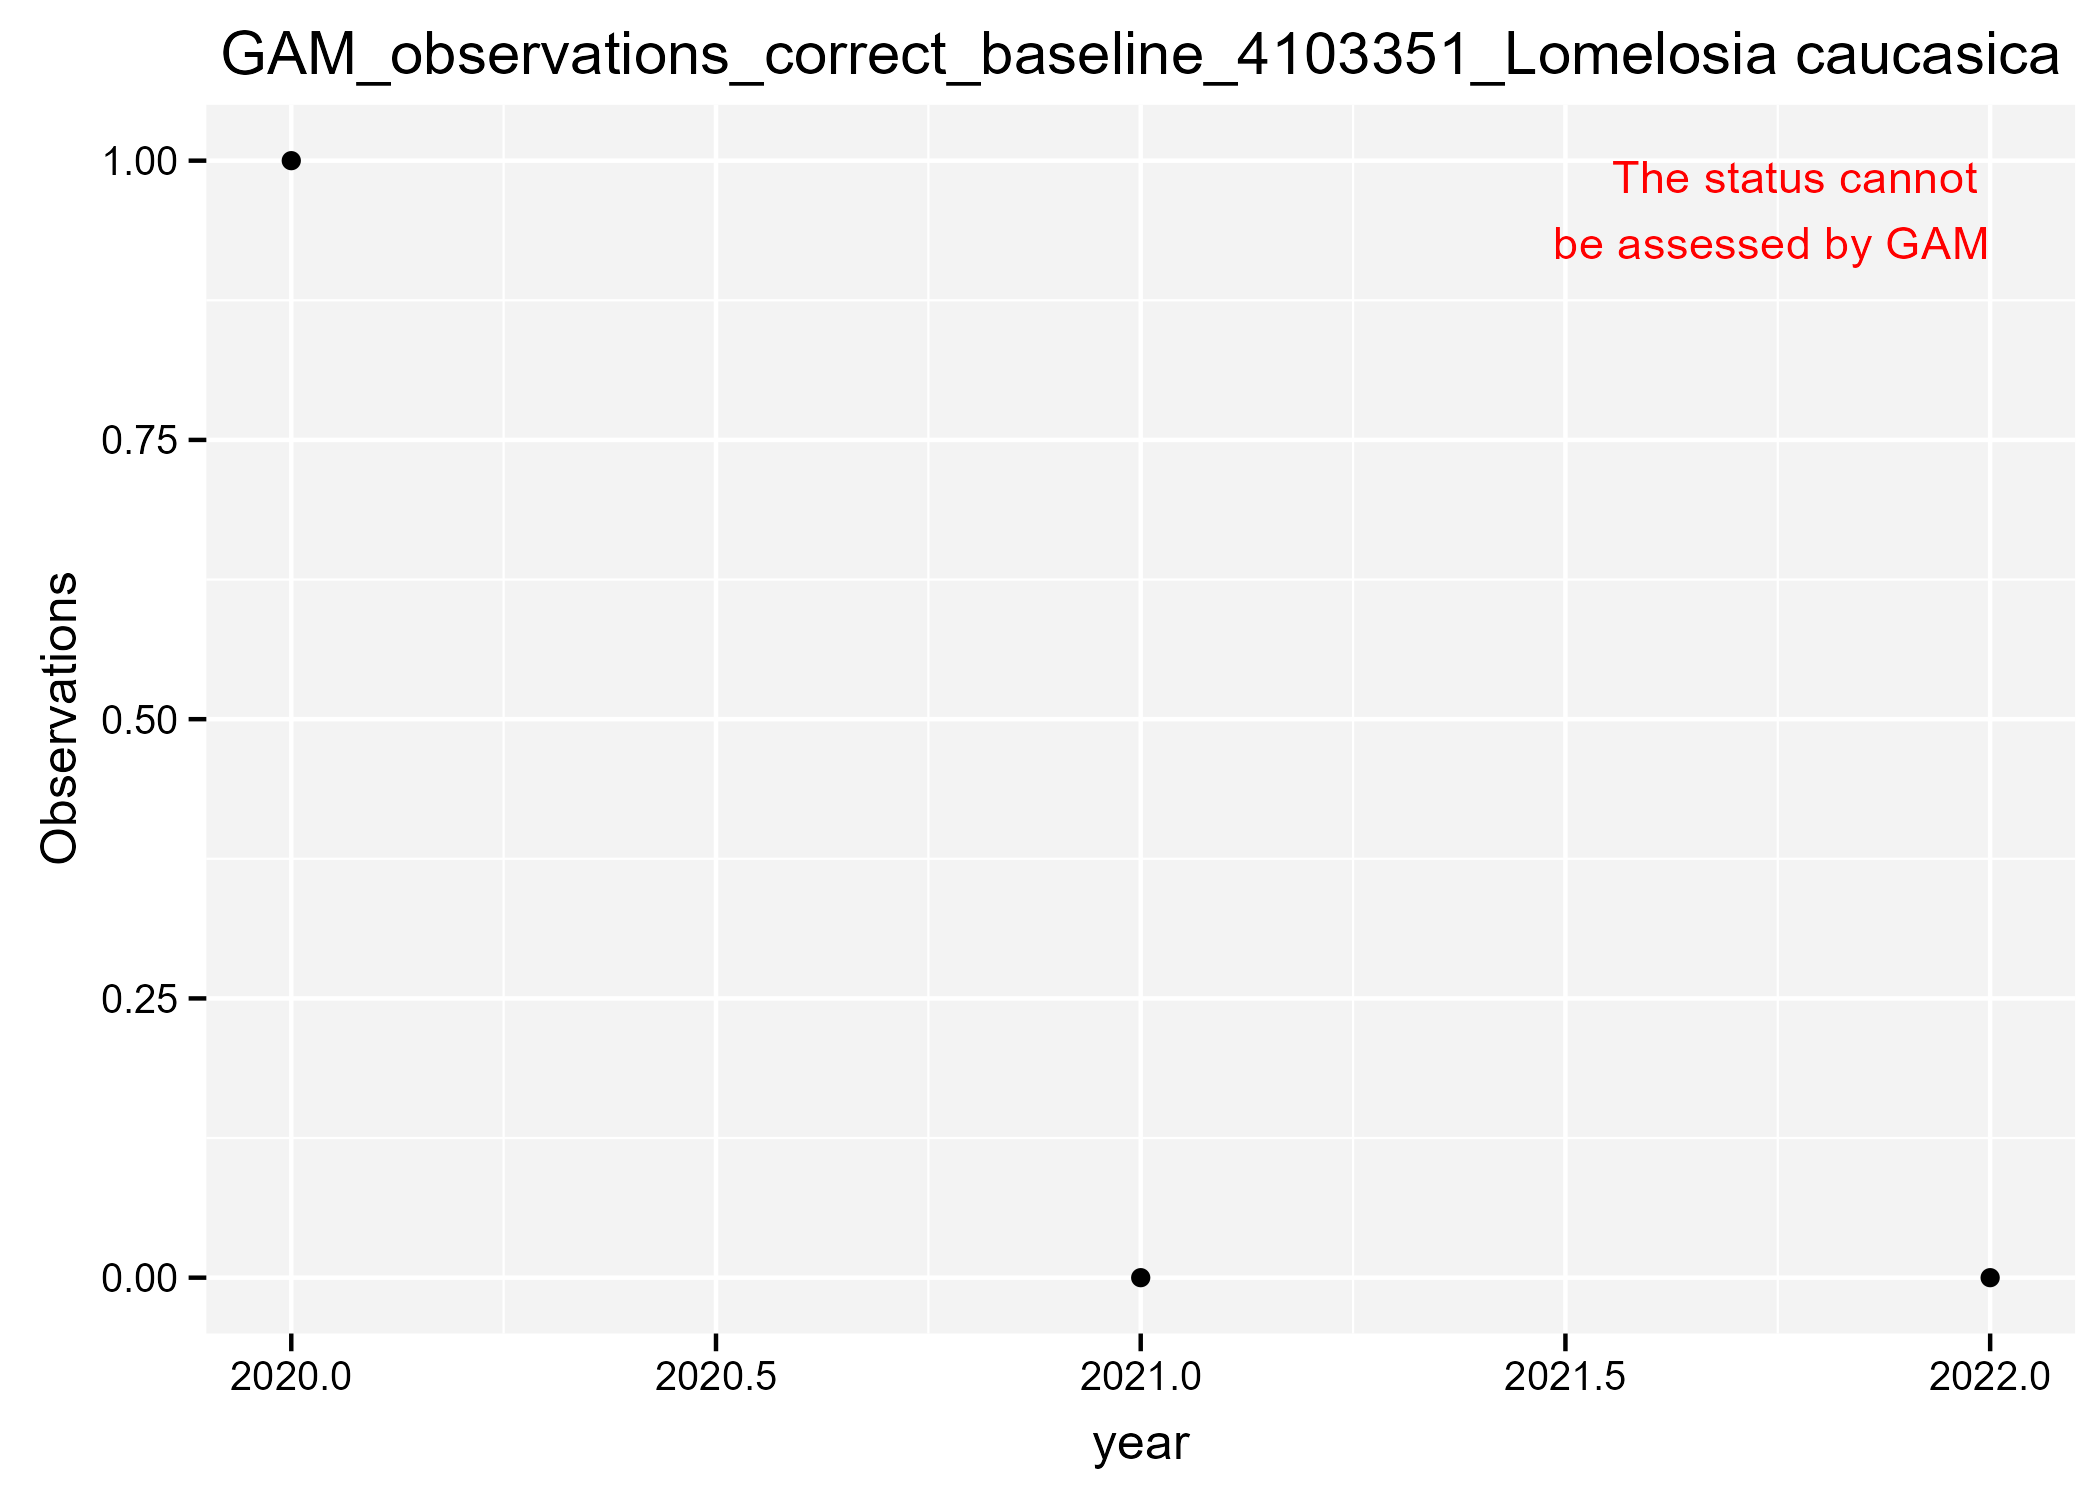 GAM_observations_correct_baseline_4103351_Lomelosia caucasica
The status cannot
be assessed by GAM
1.00
0.75
0.50
0.25
0.00
Observations
2020.0 2020.5 2021.0 2021.5 2022.0
year